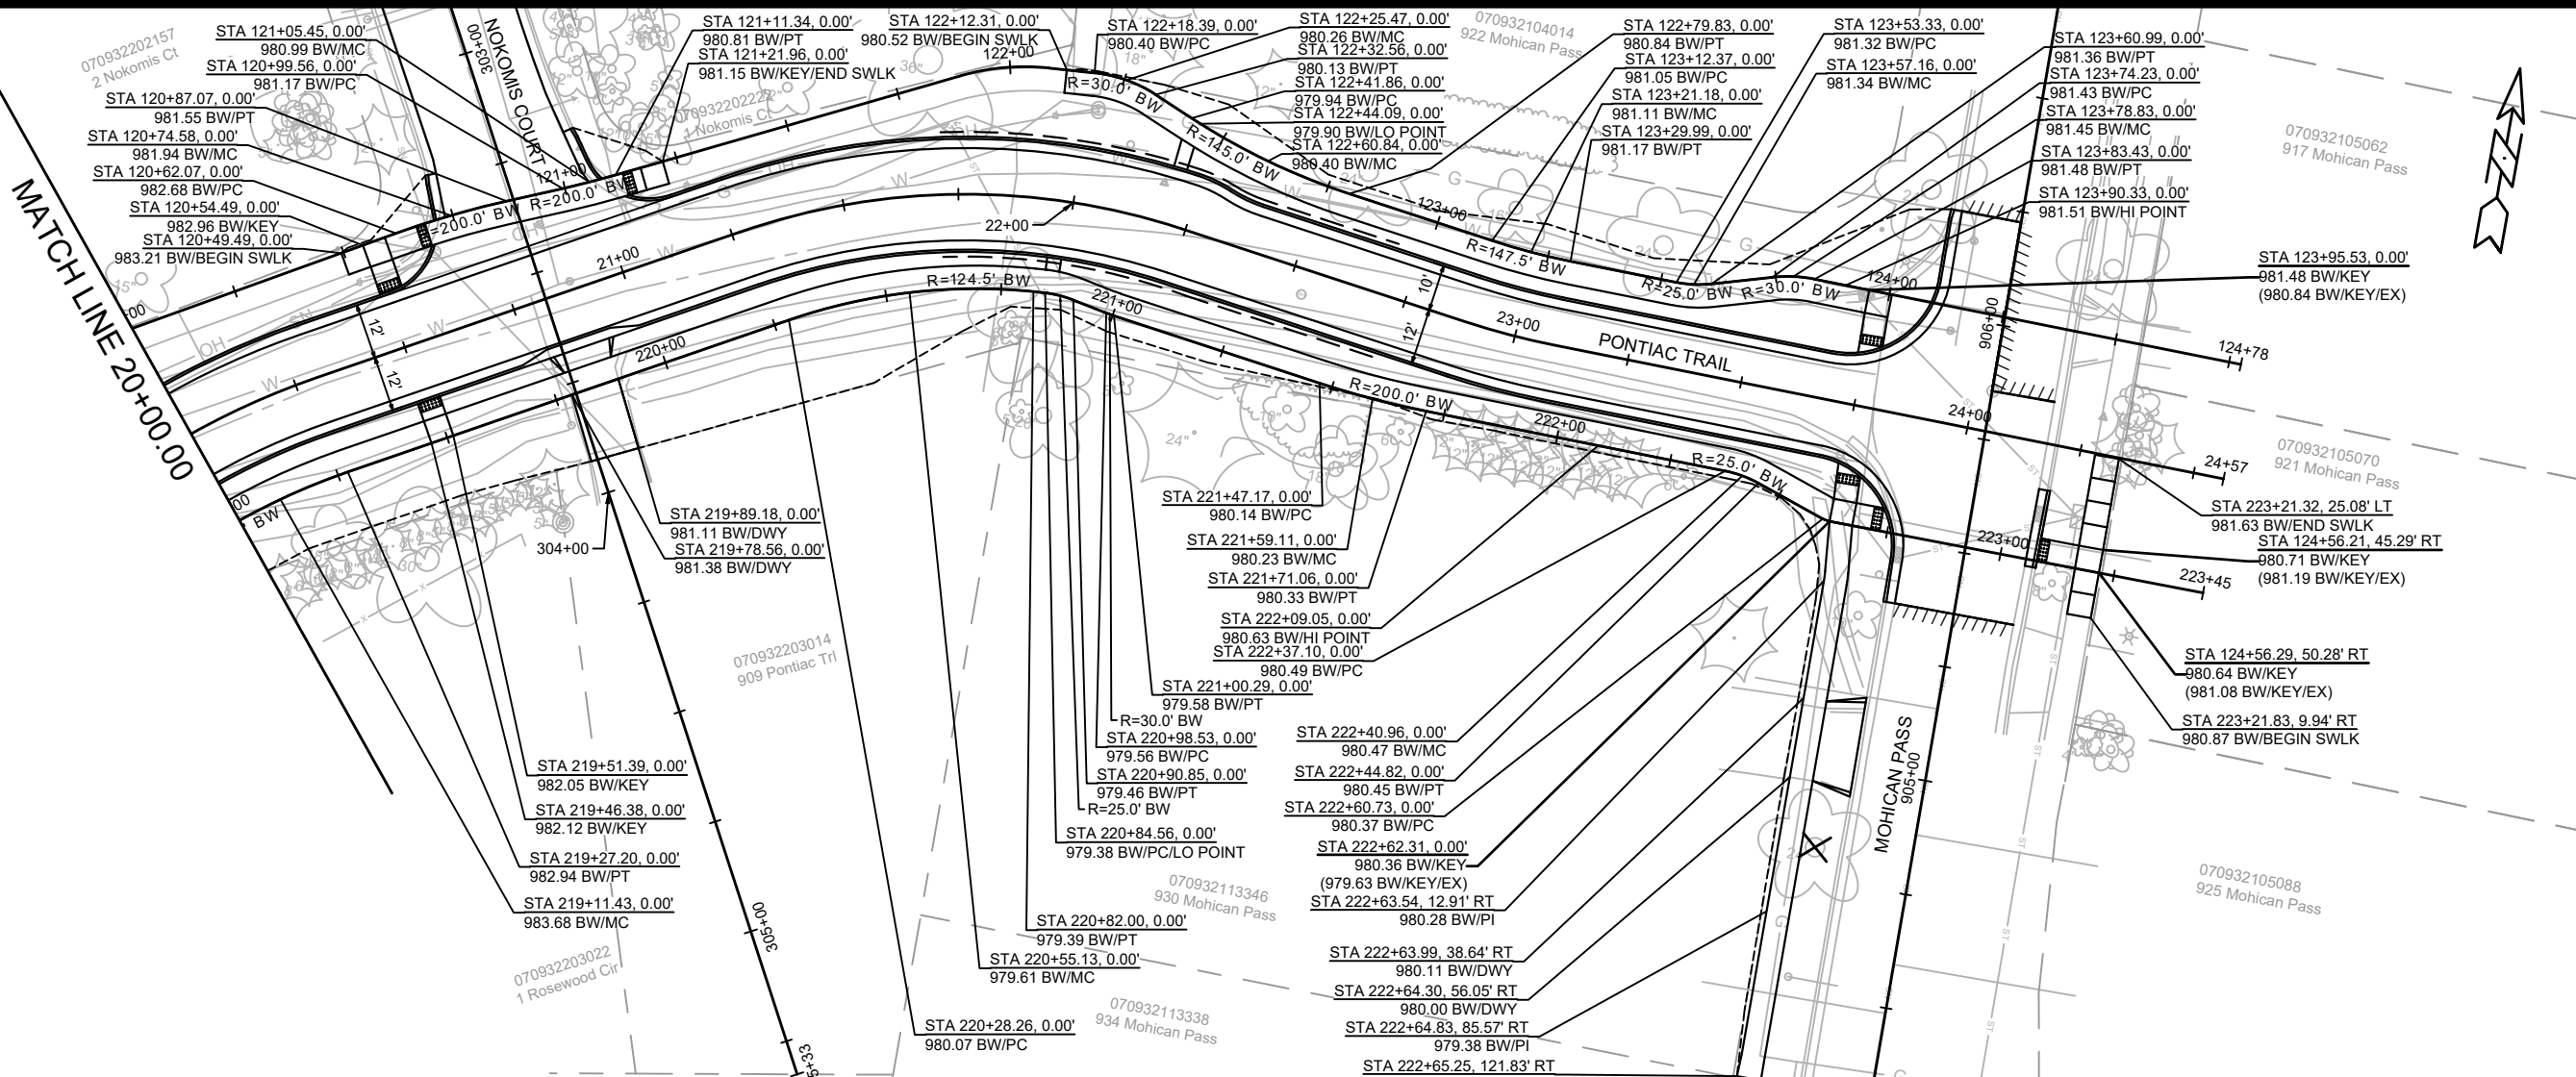 070932202157
2 Nokomis Ct
STA 121+05.45, 0.00'
980.99 BW/MC
STA 120+99.56, 0.00'
981.17 BW/PC
STA 120+87.07, 0.00'
981.55 BW/PT
STA 120+74.58, 0.00'
981.94 BW/MC
STA 120+62.07, 0.00'
982.68 BW/PC
STA 120+54.49, 0.00'
982.96 BW/KEY
STA 120+49.49, 0.00'
983.21 BW/BEGIN SWLK
MATCH LINE 20+00.00
303+00
NOKOMIS COURT
STA 121+11.34, 0.00'
980.81 BW/PT
STA 121+21.96, 0.00'
981.15 BW/KEY/END SWLK
070932202222
1 Nokomis Ct
121+00
R=200.0' BW
=200.0' BW
STA 122+12.31, 0.00'
980.52 BW/BEGIN SWLK
122+00
STA 122+18.39, 0.00'
980.40 BW/PC
R=30.0' BW
STA 122+25.47, 0.00'
980.26 BW/MC
STA 122+32.56, 0.00'
980.13 BW/PT
STA 122+41.86, 0.00'
979.94 BW/PC
STA 122+44.09, 0.00'
979.90 BW/LO POINT
STA 122+60.84, 0.00'
980.40 BW/MC
R=145.0' BW
070932104014
922 Mohican Pass
STA 122+79.83, 0.00'
980.84 BW/PT
STA 123+12.37, 0.00'
981.05 BW/PC
STA 123+21.18, 0.00'
981.11 BW/MC
STA 123+29.99, 0.00'
981.17 BW/PT
STA 123+53.33, 0.00'
981.32 BW/PC
STA 123+57.16, 0.00'
981.34 BW/MC
STA 123+60.99, 0.00'
981.36 BW/PT
STA 123+74.23, 0.00'
981.43 BW/PC
STA 123+78.83, 0.00'
981.45 BW/MC
STA 123+83.43, 0.00'
981.48 BW/PT
STA 123+90.33, 0.00'
981.51 BW/HI POINT
070932105062
917 Mohican Pass
STA 123+95.53, 0.00'
981.48 BW/KEY
(980.84 BW/KEY/EX)
123+00
R=147.5' BW
R=25.0' BW
R=30.0' BW
124+00
906+00
124+78
22+00
21+00
12'
12'
10'
12'
23+00
PONTIAC TRAIL
24+00
24+57
R=124.5' BW
221+00
220+00
R=200.0' BW
222+00
R=25.0' BW
223+00
223+45
00
BW
304+00
070932105070
921 Mohican Pass
STA 223+21.32, 25.08' LT
981.63 BW/END SWLK
STA 124+56.21, 45.29' RT
980.71 BW/KEY
(981.19 BW/KEY/EX)
STA 124+56.29, 50.28' RT
980.64 BW/KEY
(981.08 BW/KEY/EX)
STA 223+21.83, 9.94' RT
980.87 BW/BEGIN SWLK
STA 219+89.18, 0.00'
981.11 BW/DWY
STA 219+78.56, 0.00'
981.38 BW/DWY
070932203014
909 Pontiac Trl
STA 221+47.17, 0.00'
980.14 BW/PC
STA 221+59.11, 0.00'
980.23 BW/MC
STA 221+71.06, 0.00'
980.33 BW/PT
STA 222+09.05, 0.00'
980.63 BW/HI POINT
STA 222+37.10, 0.00'
980.49 BW/PC
STA 221+00.29, 0.00'
979.58 BW/PT
R=30.0' BW
STA 220+98.53, 0.00'
979.56 BW/PC
STA 220+90.85, 0.00'
979.46 BW/PT
R=25.0' BW
STA 220+84.56, 0.00'
979.38 BW/PC/LO POINT
STA 220+82.00, 0.00'
979.39 BW/PT
STA 220+55.13, 0.00'
979.61 BW/MC
STA 220+28.26, 0.00'
980.07 BW/PC
STA 222+40.96, 0.00'
980.47 BW/MC
STA 222+44.82, 0.00'
980.45 BW/PT
STA 222+60.73, 0.00'
980.37 BW/PC
STA 222+62.31, 0.00'
980.36 BW/KEY
(979.63 BW/KEY/EX)
STA 222+63.54, 12.91' RT
980.28 BW/PI
STA 222+63.99, 38.64' RT
980.11 BW/DWY
STA 222+64.30, 56.05' RT
980.00 BW/DWY
STA 222+64.83, 85.57' RT
979.38 BW/PI
STA 222+65.25, 121.83' RT
070932113346
930 Mohican Pass
070932113338
934 Mohican Pass
MOHICAN PASS
905+00
070932105088
925 Mohican Pass
STA 219+51.39, 0.00'
982.05 BW/KEY
STA 219+46.38, 0.00'
982.12 BW/KEY
STA 219+27.20, 0.00'
982.94 BW/PT
STA 219+11.43, 0.00'
983.68 BW/MC
070932203022
1 Rosewood Cir
305+00
5+33